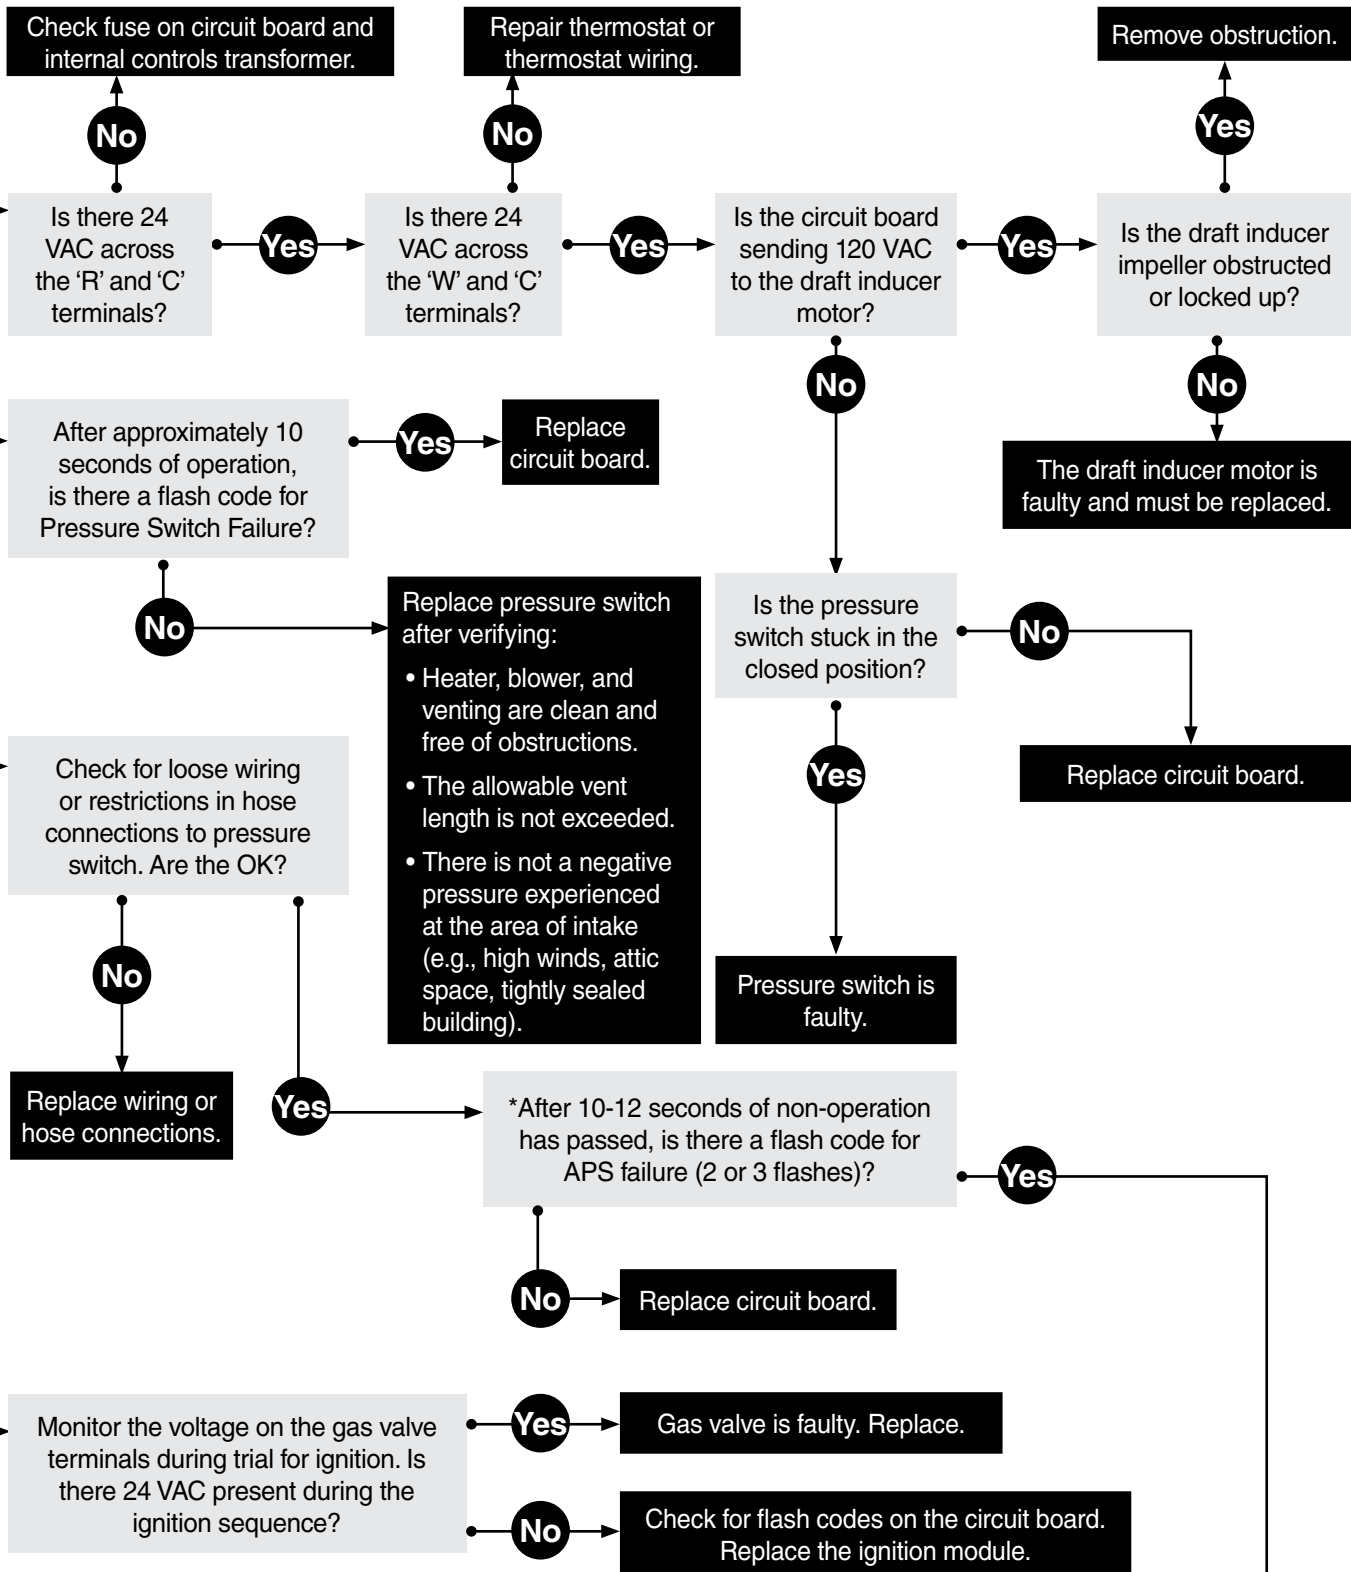 Check fuse on circuit board and
internal controls transformer.
No
Is there 24
VAC across
the ‘R’ and ‘C’
terminals?
Yes
Repair thermostat or
thermostat wiring.
No
Is there 24
VAC across
the ‘W’ and ‘C’
terminals?
Yes
Is the circuit board
sending 120 VAC
to the draft inducer
motor?
Yes
Remove obstruction.
Yes
Is the draft inducer
impeller obstructed
or locked up?
No
The draft inducer motor is
faulty and must be replaced.
No
Is the pressure
switch stuck in the
closed position?
No
Replace circuit board.
Yes
Pressure switch is
faulty.
After approximately 10
seconds of operation,
is there a flash code for
Pressure Switch Failure?
Yes
Replace
circuit board.
No
Replace pressure switch
after verifying:
• Heater, blower, and
venting are clean and
free of obstructions.
• The allowable vent
length is not exceeded.
• There is not a negative
pressure experienced
at the area of intake
(e.g., high winds, attic
space, tightly sealed
building).
Check for loose wiring
or restrictions in hose
connections to pressure
switch. Are the OK?
No
Replace wiring or
hose connections.
Yes
*After 10-12 seconds of non-operation
has passed, is there a flash code for
APS failure (2 or 3 flashes)?
Yes
No
Replace circuit board.
Monitor the voltage on the gas valve
terminals during trial for ignition. Is
there 24 VAC present during the
ignition sequence?
Yes
Gas valve is faulty. Replace.
No
Check for flash codes on the circuit board.
Replace the ignition module.